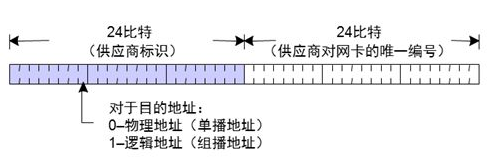 24比特
（供应商标识）
24比特
（供应商对网卡的唯一编号）
对于目的地址：
0–物理地址（单播地址）
1–逻辑地址（组播地址）